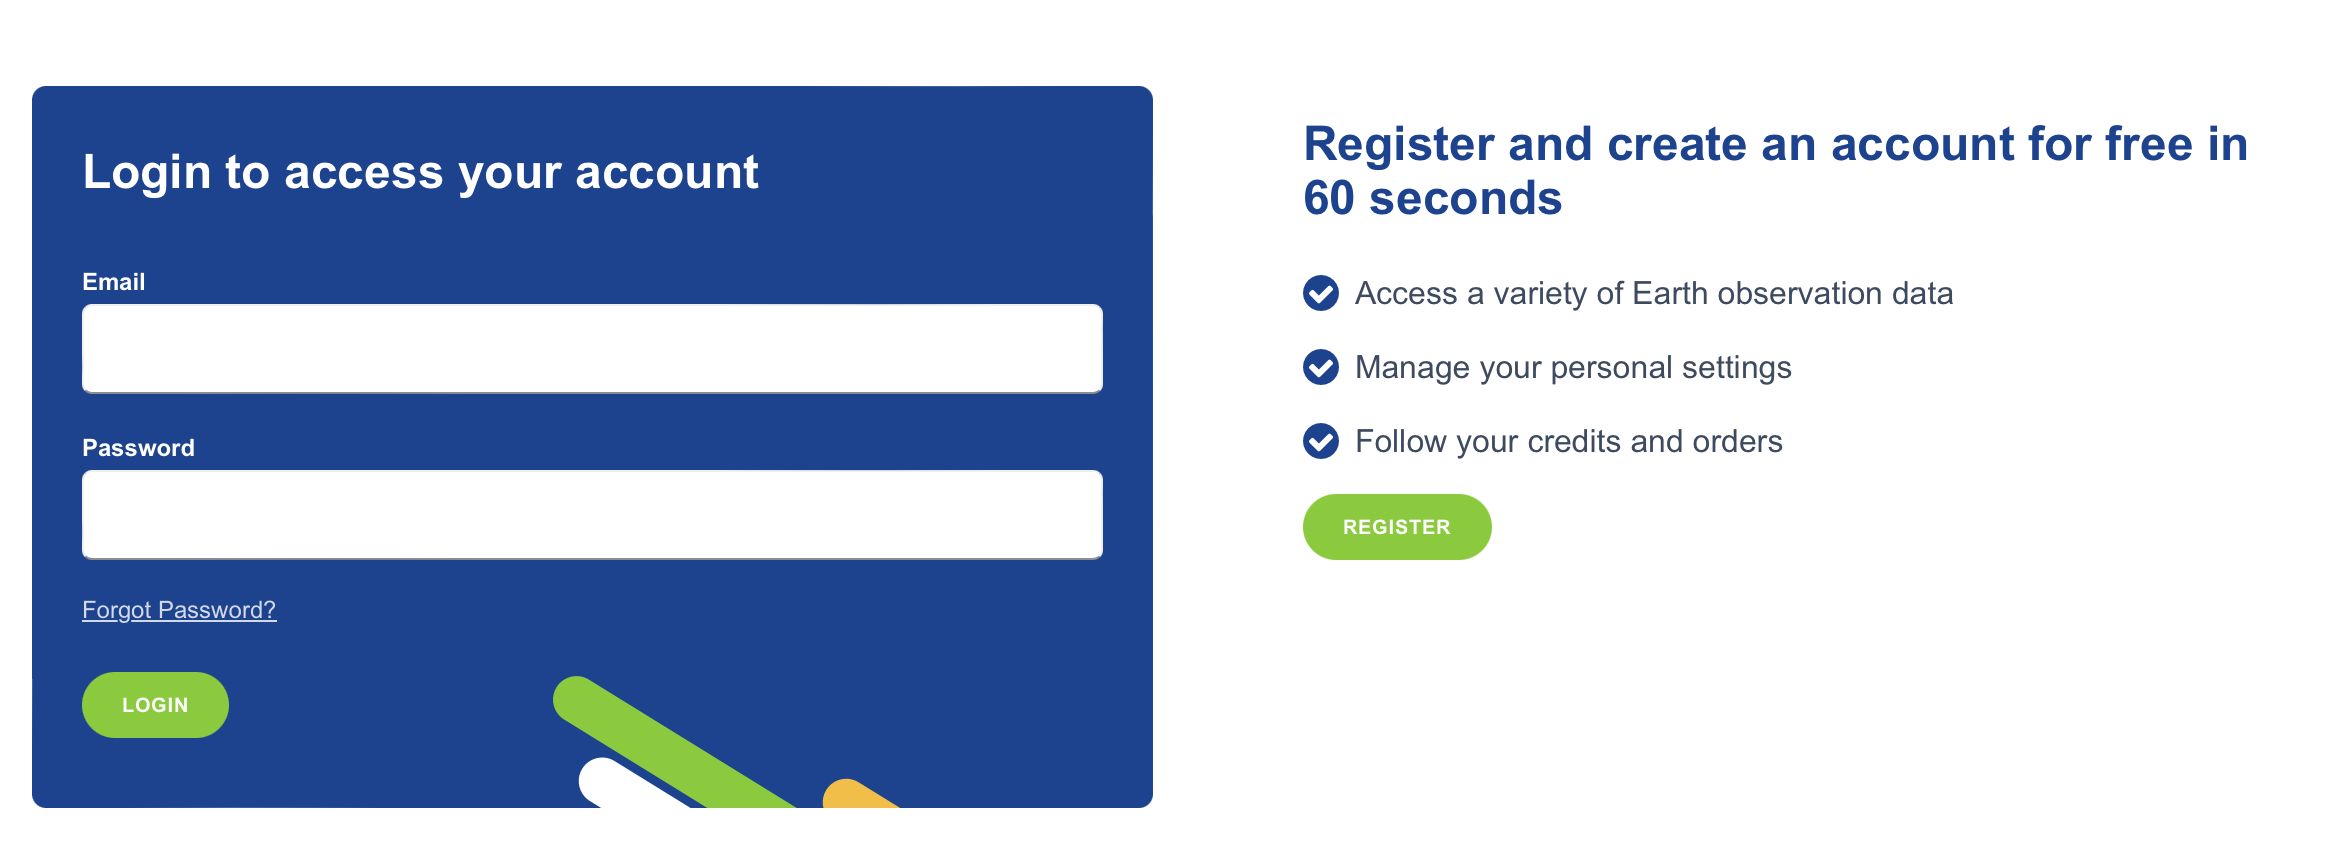 Login to access your account
Email
Password
Forgot Password?
LOGIN
Register and create an account for free in
60 seconds
Access a variety of Earth observation data
Manage your personal settings
Follow your credits and orders
REGISTER